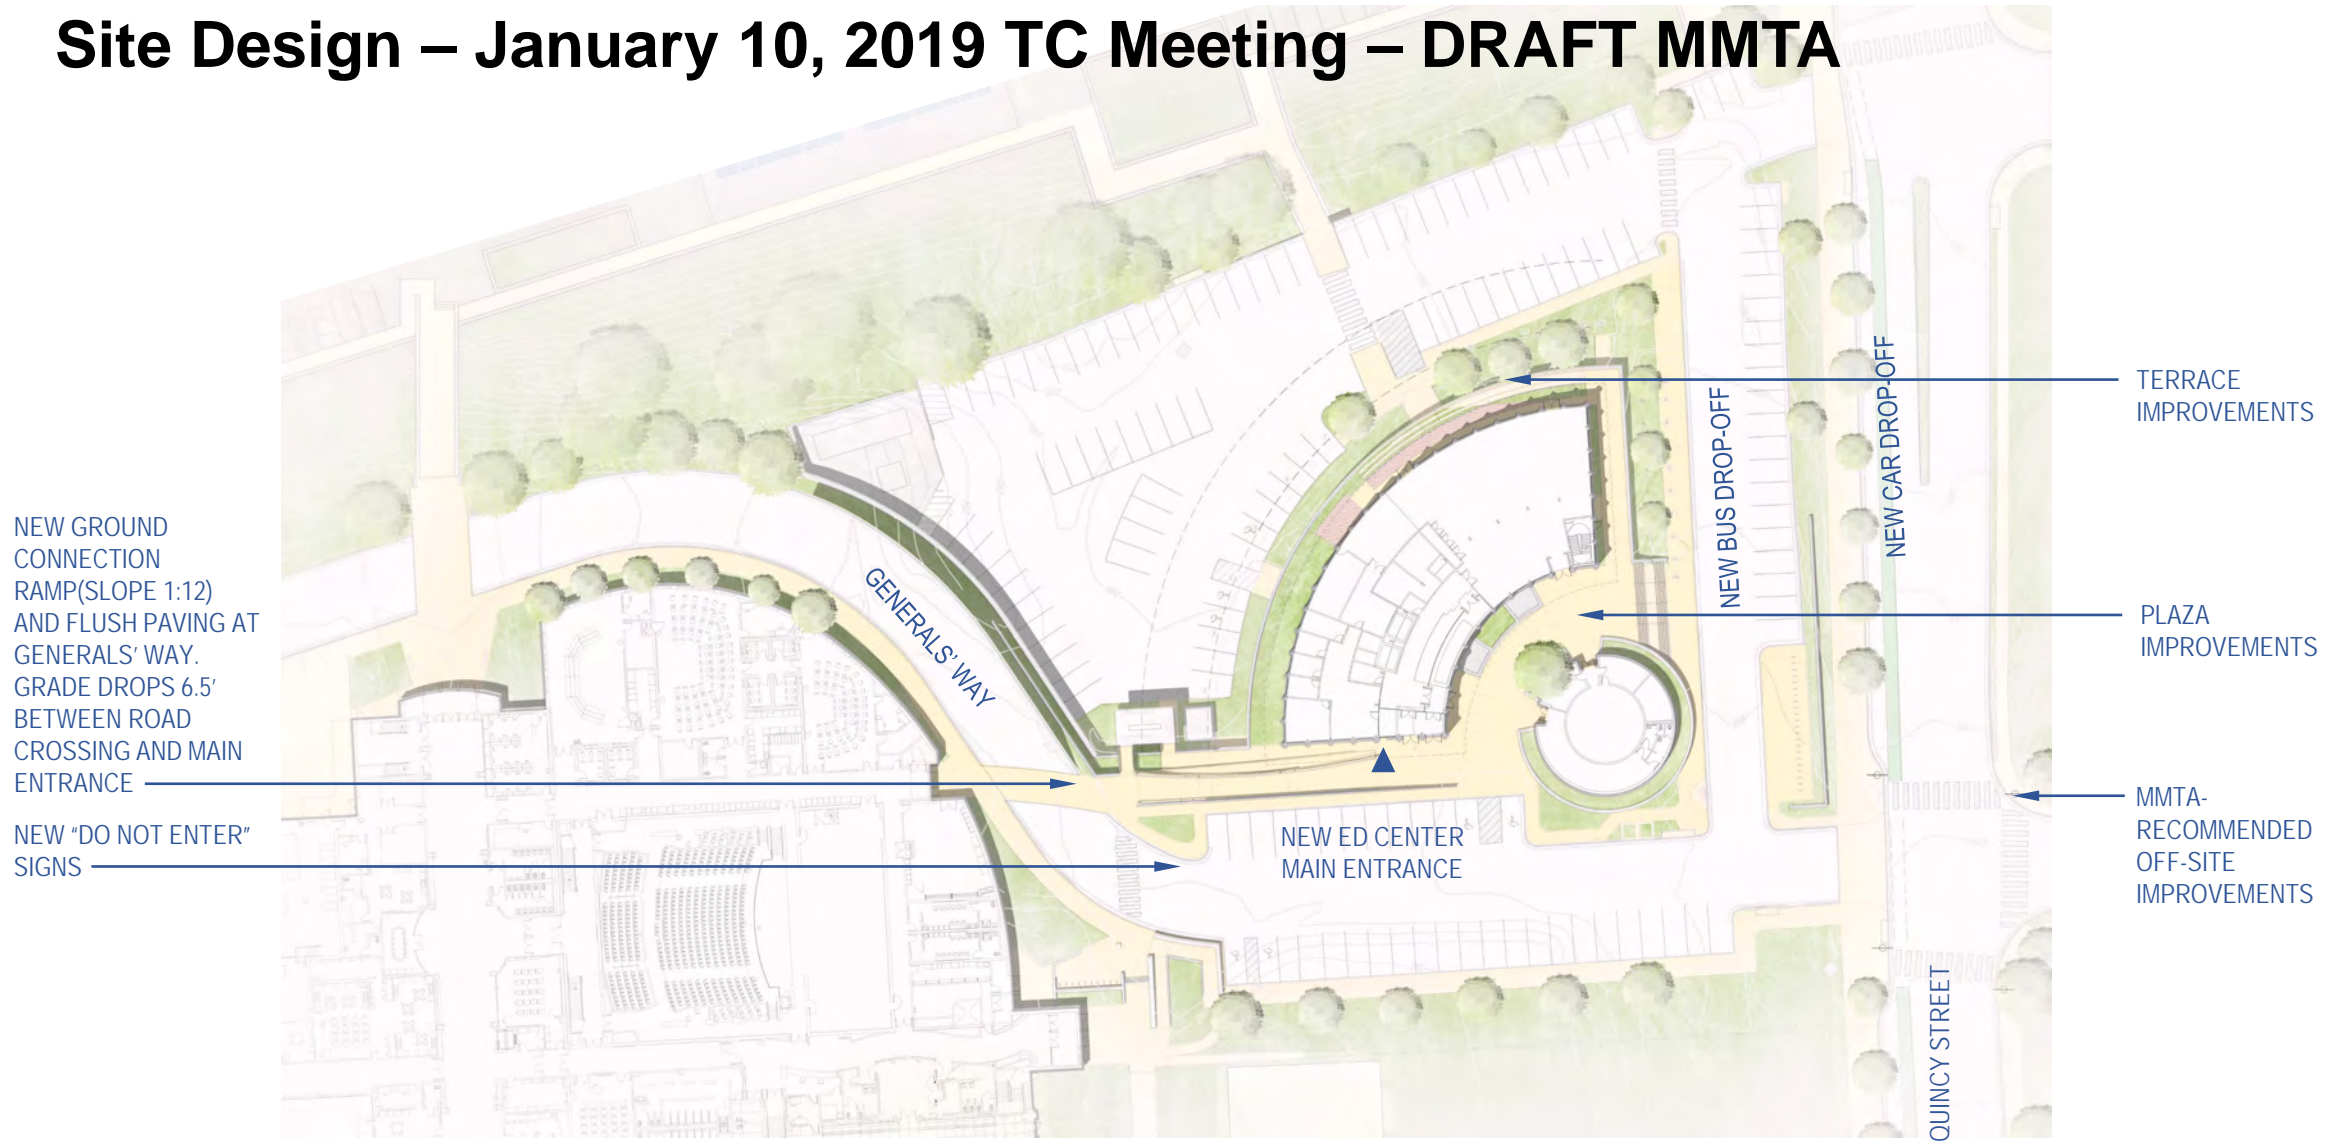 Site Design – January 10, 2019 TC Meeting – DRAFT MMTA
NEW GROUND
CONNECTION
RAMP(SLOPE 1:12)
AND FLUSH PAVING AT
GENERALS’ WAY.
GRADE DROPS 6.5’
BETWEEN ROAD
CROSSING AND MAIN
ENTRANCE
NEW “DO NOT ENTER”
SIGNS
GENERALS’ WAY
NEW ED CENTER
MAIN ENTRANCE
NEW BUS DROP-OFF
NEW CAR DROP-OFF
QUINCY STREET
TERRACE
IMPROVEMENTS
PLAZA
IMPROVEMENTS
MMTA-
RECOMMENDED
OFF-SITE
IMPROVEMENTS